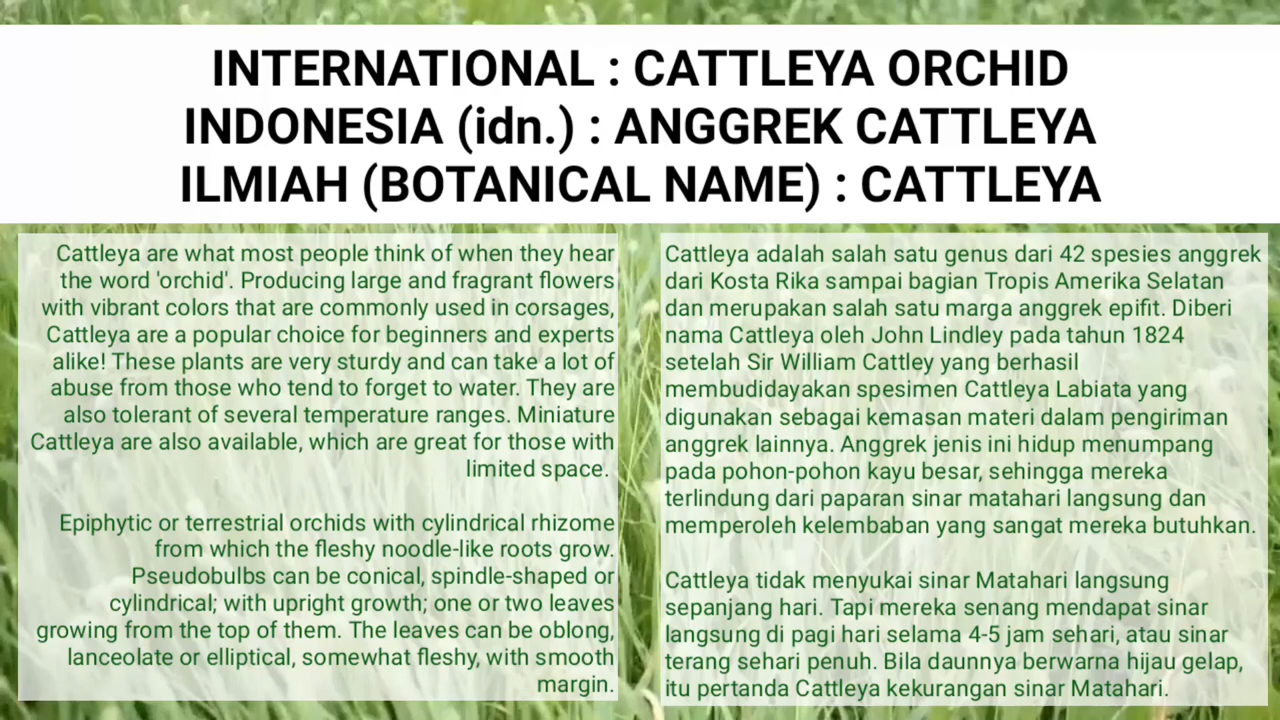 INTERNATIONAL : CATTLEYA ORCHID
INDONESIA (idn.) : ANGGREK CATTLEYA
ILMIAH (BOTANICAL NAME) : CATTLEYA
Cattleya are what most people think of when they hear
the word 'orchid'. Producing large and fragrant flowers
with vibrant colors that are commonly used in corsages,
Cattleya are a popular choice for beginners and experts
alike! These plants are very sturdy and can take a lot of
abuse from those who tend to forget to water. They are
also tolerant of several temperature ranges. Miniature
Cattleya are also available, which are great for those with
limited space.
Epiphytic or terrestrial orchids with cylindrical rhizome
from which the fleshy noodle-like roots grow.
Pseudobulbs can be conical, spindle-shaped or
cylindrical; with upright growth; one or two leaves
growing from the top of them. The leaves can be oblong,
lanceolate or elliptical, somewhat fleshy, with smooth
margin.
Cattleya adalah salah satu genus dari 42 spesies anggrek
dari Kosta Rika sampai bagian Tropis Amerika Selatan
dan merupakan salah satu marga anggrek epifit. Diberi
nama Cattleya oleh John Lindley pada tahun 1824
setelah Sir William Cattley yang berhasil
membudidayakan spesimen Cattleya Labiata yang
digunakan sebagai kemasan materi dalam pengiriman
anggrek lainnya. Anggrek jenis ini hidup menumpang
pada pohon-pohon kayu besar, sehingga mereka
terlindung dari paparan sinar matahari langsung dan
memperoleh kelembaban yang sangat mereka butuhkan.
Cattleya tidak menyukai sinar Matahari langsung
sepanjang hari. Tapi mereka senang mendapat sinar
langsung di pagi hari selama 4-5 jam sehari, atau sinar
terang sehari penuh. Bila daunnya berwarna hijau gelap,
itu pertanda Cattleya kekurangan sinar Matahari.